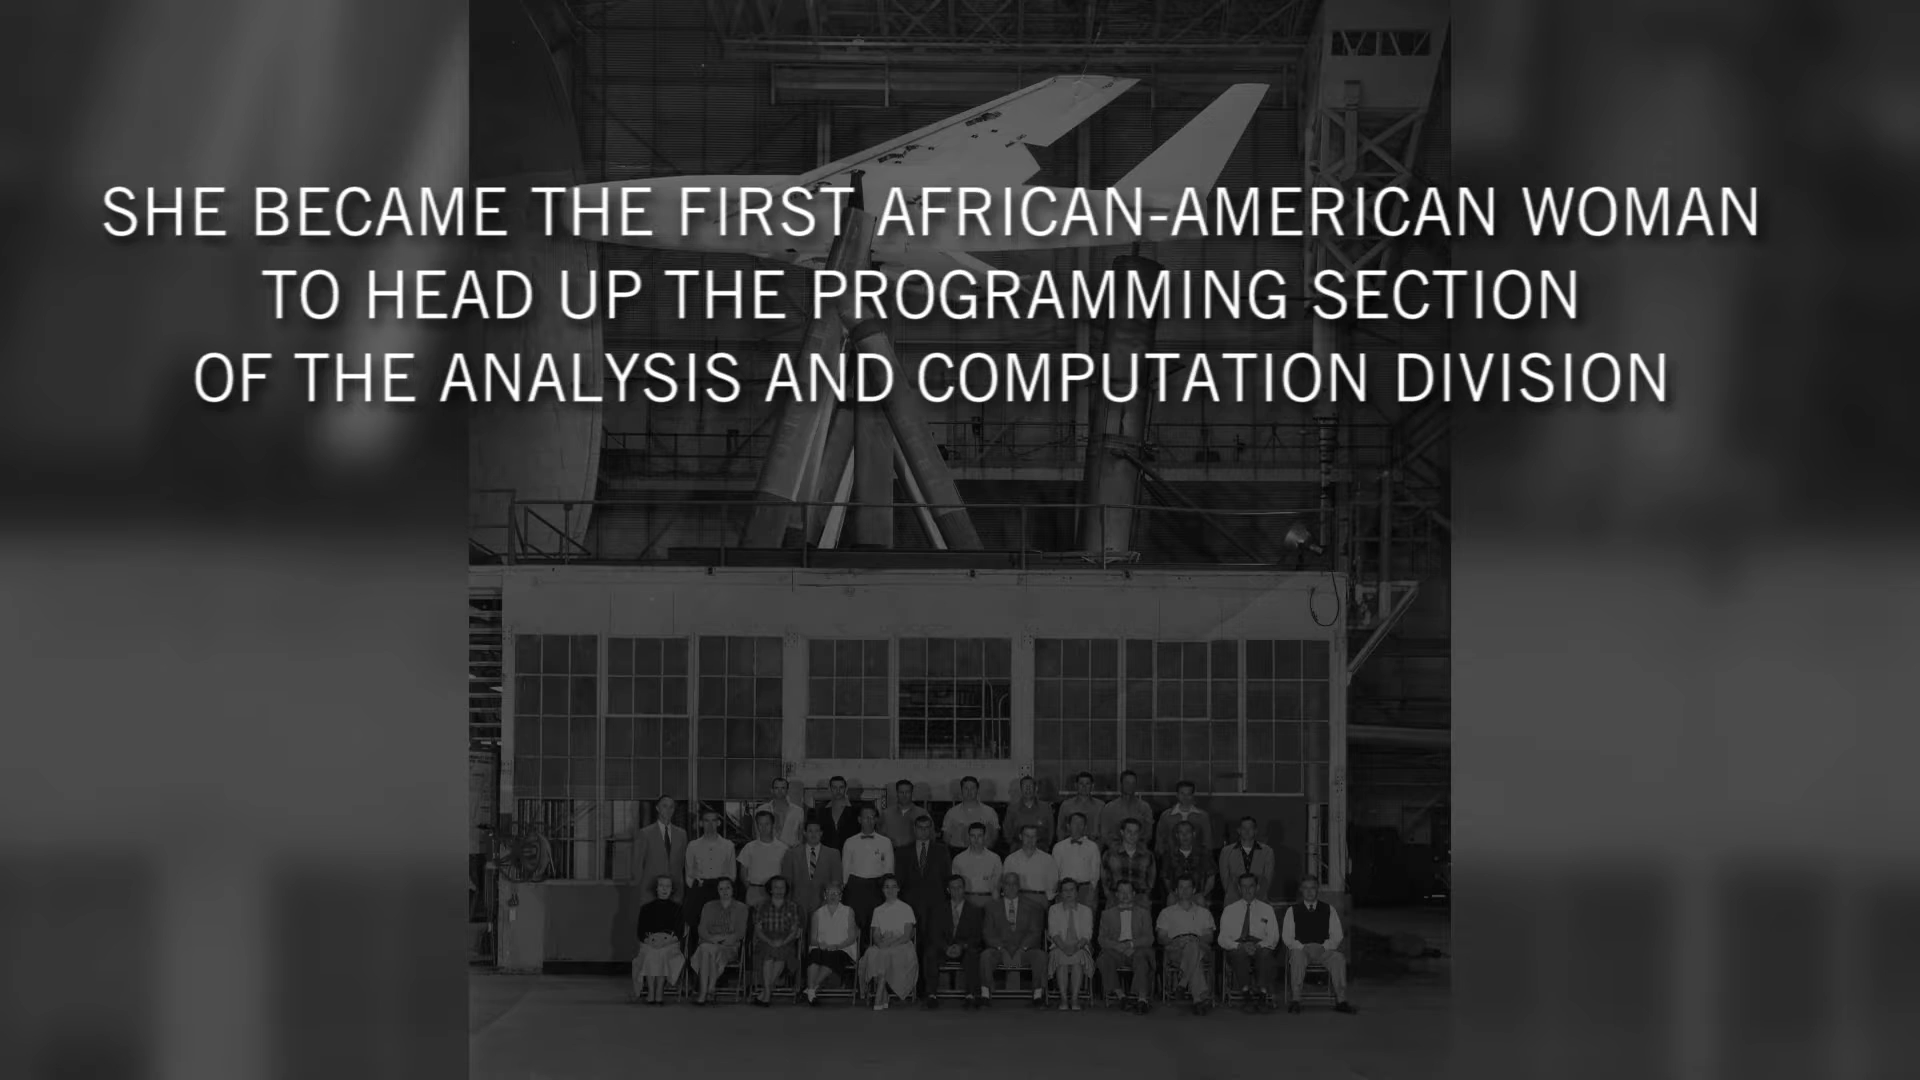 SHE BECAME THE FIRST AFRICAN-AMERICAN WOMAN
TO HEAD UP THE PROGRAMMING SECTION
OF THE ANALYSIS AND COMPUTATION DIVISION